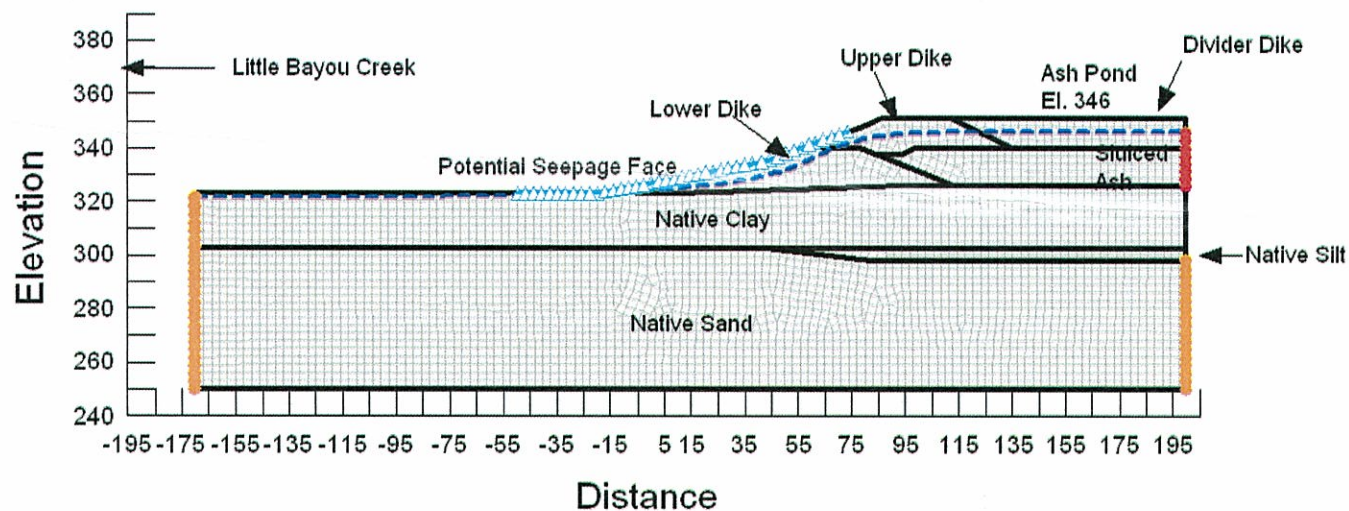 380
360
340
320
300
280
260
240
Elevation
Little Bayou Creek
Potential Seepage Face
Lower Dike
Upper Dike
Ash Pond
El. 346
Divider Dike
Sluiced
Ash
Native Clay
Native Silt
Native Sand
-195 -175 -155 -135 -115 -95 -75 -55 -35 -15 5 15 35 55 75 95 115 135 155 175 195
Distance